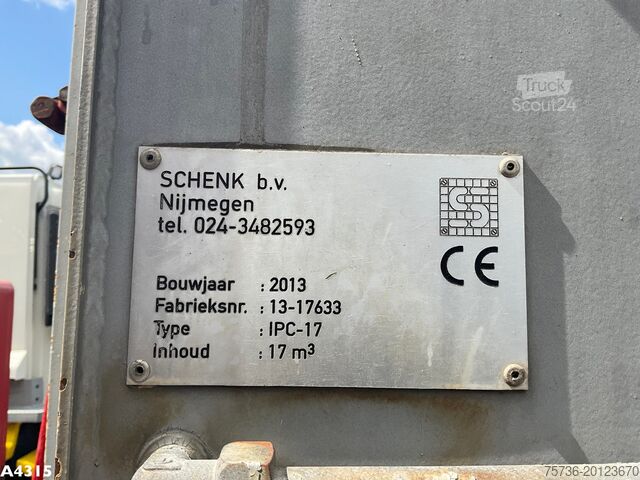 Truck
Scout24
SCHENK b.v.
Nijmegen
tel. 024-3482593
CE
Bouwjaar : 2013
Fabrieksnr. : 13-17633
Type : IPC-17
Inhoud : 17 m³
A4315
75736-20123670